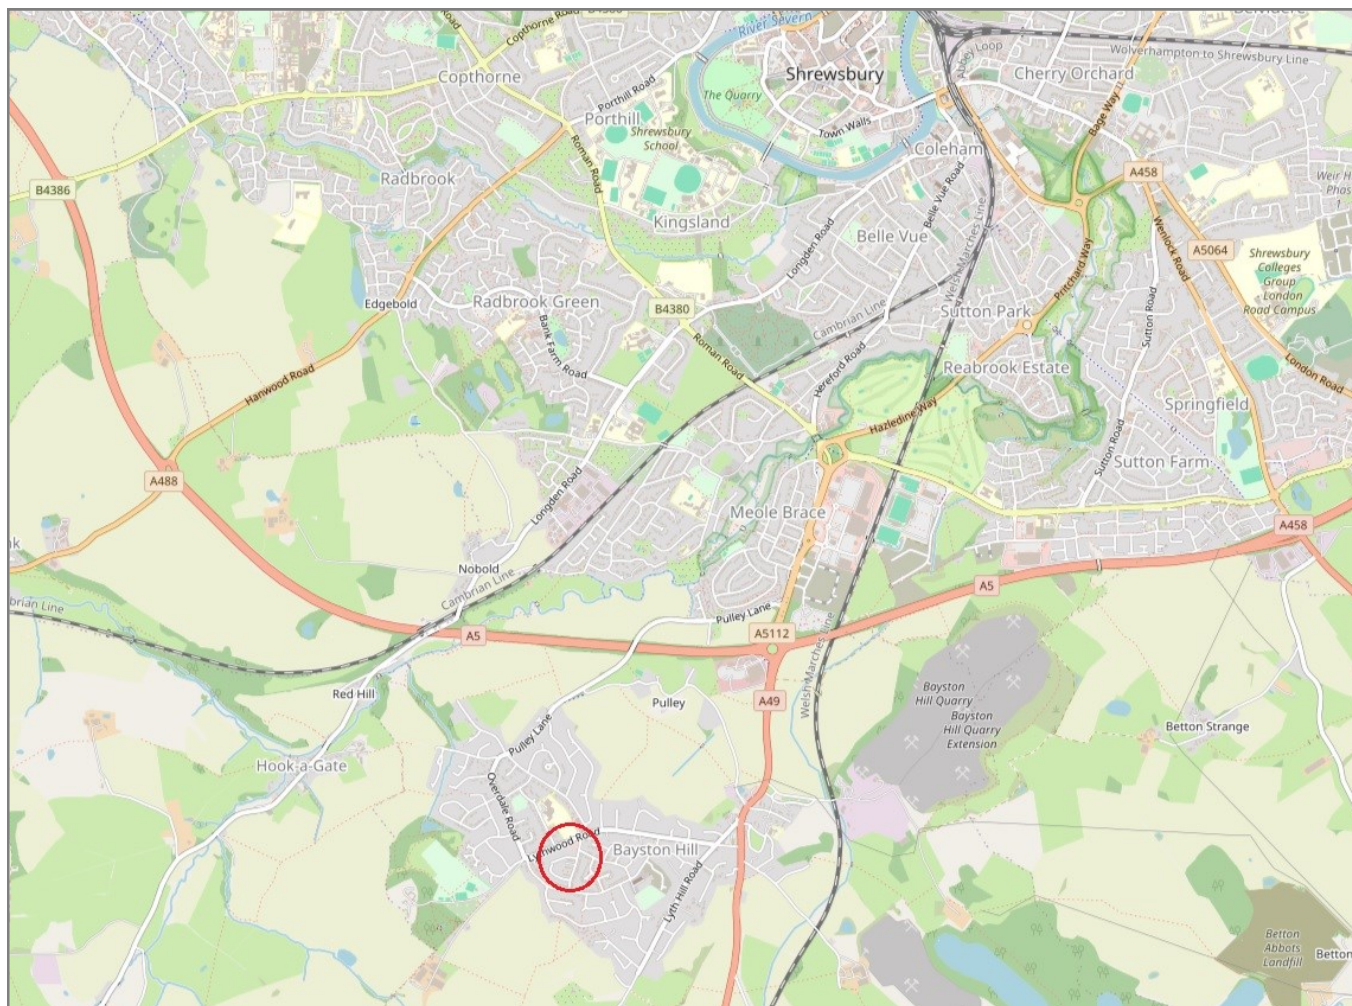 Copthorne Road
River Severn
Copthorne
Porthill Road
The Quarry
Shrewsbury
Abbey Loop
Wolverhampton to Shrewsbury Line
Cherry Orchard
Bage Way
Porthill
Shrewsbury
School
Town Walls
Coleham
Roman Road
B4386
Radbrook
A458
Kingsland
Belle Vue
Belle Vue Road
Longden Road
Welsh Marches Line
Pritchard Way
Wenlock Road
A5064
Shrewsbury
Colleges
Group
London
Road Campus
Edgebold
Radbrook Green
B4380
Cambrian Line
Sutton Park
Sutton Road
Bank Farm Road
Roman Road
Hereford Road
Reabrook Estate
London Road
Hanwood Road
Hazledine Way
Springfield
A488
Longden Road
Sutton Road
Sutton Farm
Meole Brace
A458
Nobold
Cambrian Line
A5
A5
Pulley Lane
A5112
Welsh Marches Line
Red Hill
Pulley
A49
Bayston
Hill Quarry
Bayston
Hill Quarry
Extension
Betton Strange
Hook-a-Gate
Pulley Lane
Overdale Road
Lythwood Road
Bayston Hill
Lyth Hill Road
Betton
Abbots
Landfill
Betton